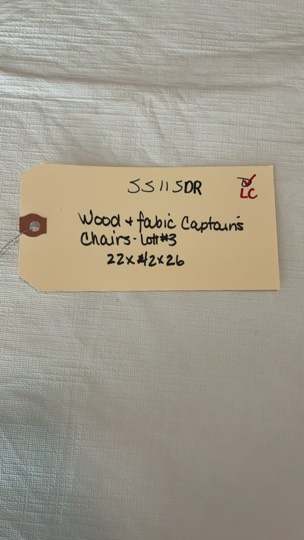 SS115DR
LC
Wood & fabic Captain's
Chairs - Lot #3
22x42x26